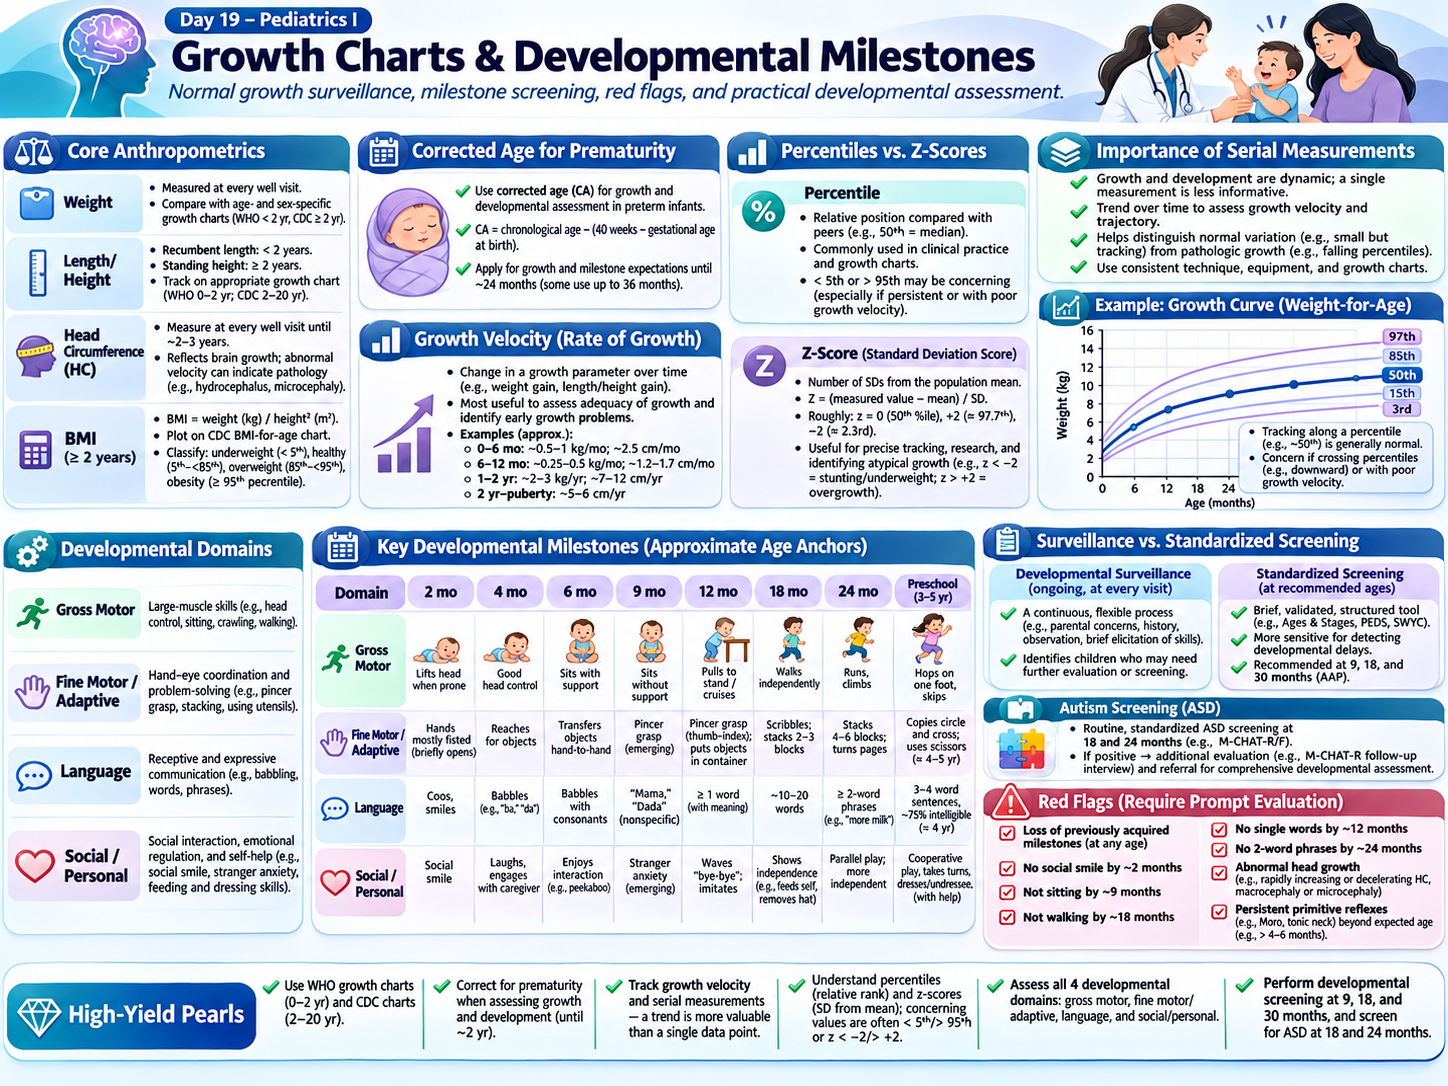 Day 19 – Pediatrics I
Growth Charts & Developmental Milestones
Normal growth surveillance, milestone screening, red flags, and practical developmental assessment.
Core Anthropometrics
Weight
• Measured at every well visit.
• Compare with age- and sex-specific
growth charts (WHO < 2 yr, CDC ≥ 2 yr).
Length/
Height
• Recumbent length: < 2 years.
• Standing height: ≥ 2 years.
• Track on appropriate growth chart
(WHO 0–2 yr; CDC 2–20 yr).
Head
Circumference
(HC)
• Measure at every well visit until
~2–3 years.
• Reflects brain growth; abnormal
velocity can indicate pathology
(e.g., hydrocephalus, microcephaly).
BMI
(≥ 2 years)
• BMI = weight (kg) / height² (m²).
• Plot on CDC BMI-for-age chart.
• Classify: underweight (< 5ᵗʰ), healthy
(5ᵗʰ–<85ᵗʰ), overweight (85ᵗʰ–<95ᵗʰ),
obesity (≥ 95ᵗʰ pecrentile).
Corrected Age for Prematurity
Use corrected age (CA) for growth and
developmental assessment in preterm infants.
CA = chronological age – (40 weeks – gestational age
at birth).
Apply for growth and milestone expectations until
~24 months (some use up to 36 months).
Growth Velocity (Rate of Growth)
• Change in a growth parameter over time
(e.g., weight gain, length/height gain).
• Most useful to assess adequacy of growth and
identify early growth problems.
• Examples (approx.):
0–6 mo: ~0.5–1 kg/mo; ~2.5 cm/mo
6–12 mo: ~0.25–0.5 kg/mo; ~1.2–1.7 cm/mo
1–2 yr: ~2–3 kg/yr; ~7–12 cm/yr
2 yr–puberty: ~5–6 cm/yr
Percentiles vs. Z-Scores
%
Percentile
• Relative position compared with
peers (e.g., 50ᵗʰ = median).
• Commonly used in clinical practice
and growth charts.
• < 5th or > 95th may be concerning
(especially if persistent or with poor
growth velocity).
Z
Z-Score (Standard Deviation Score)
• Number of SDs from the population mean.
• Z = (measured value – mean) / SD.
• Roughly: z = 0 (50ᵗʰ %ile), +2 (≈ 97.7ᵗʰ),
−2 (≈ 2.3rd).
• Useful for precise tracking, research, and
identifying atypical growth (e.g., z < −2
= stunting/underweight; z > +2 =
overgrowth).
Importance of Serial Measurements
Growth and development are dynamic; a single
measurement is less informative.
Trend over time to assess growth velocity and
trajectory.
Helps distinguish normal variation (e.g., small but
tracking) from pathologic growth (e.g., falling percentiles).
Use consistent technique, equipment, and growth charts.
Example: Growth Curve (Weight-for-Age)
Weight (kg)
16
14
12
10
8
6
4
2
0
97th
85th
50th
15th
3rd
0 6 12 18 24
Age (months)
• Tracking along a percentile
(e.g., ~50ᵗʰ) is generally normal.
• Concern if crossing percentiles
(e.g., downward) or with poor
growth velocity.
Developmental Domains
Gross Motor
Large-muscle skills (e.g., head
control, sitting, crawling, walking).
Fine Motor /
Adaptive
Hand–eye coordination and
problem-solving (e.g., pincer
grasp, stacking, using utensils).
Language
Receptive and expressive
communication (e.g., babbling,
words, phrases).
Social /
Personal
Social interaction, emotional
regulation, and self-help (e.g.,
social smile, stranger anxiety,
feeding and dressing skills).
Key Developmental Milestones (Approximate Age Anchors)
Domain 2 mo 4 mo 6 mo 9 mo 12 mo 18 mo 24 mo Preschool
(3–5 yr)
Gross
Motor
Lifts head
when prone
Good
head control
Sits with
support
Sits
without
support
Pulls to
stand /
cruises
Walks
independently
Runs,
climbs
Hops on
one foot,
skips
Fine Motor /
Adaptive
Hands
mostly fisted
(briefly opens)
Reaches
for objects
Transfers
objects
hand-to-hand
Pincer
grasp
(emerging)
Pincer grasp
(thumb-index);
puts objects
in container
Scribbles;
stacks 2–3
blocks
Stacks
4–6 blocks;
turns pages
Copies circle
and cross;
uses scissors
(≈ 4–5 yr)
Language
Coos,
smiles
Babbles
(e.g., "ba," "da")
Babbles
with
consonants
"Mama,"
"Dada"
(nonspecific)
≥ 1 word
(with meaning)
~10–20
words
≥ 2-word
phrases
(e.g., "more milk")
3–4 word
sentences,
~75% intelligible
(≈ 4 yr)
Social /
Personal
Social
smile
Laughs,
engages
with caregiver
Enjoys
interaction
(e.g., peekaboo)
Stranger
anxiety
(emerging)
Waves
"bye-bye";
imitates
Shows
independence
(e.g., feeds self,
removes hat)
Parallel play;
more
independent
Cooperative
play, takes turns,
dresses/undressee,
(with help)
Surveillance vs. Standardized Screening
Developmental Surveillance
(ongoing, at every visit)
A continuous, flexible process
(e.g., parental concerns, history,
observation, brief elicitation of skills).
Identifies children who may need
further evaluation or screening.
Standardized Screening
(at recommended ages)
Brief, validated, structured tool
(e.g., Ages & Stages, PEDS, SWYC).
More sensitive for detecting
developmental delays.
Recommended at 9, 18, and
30 months (AAP).
Autism Screening (ASD)
• Routine, standardized ASD screening at
18 and 24 months (e.g., M-CHAT-R/F).
• If positive → additional evaluation (e.g., M-CHAT-R follow-up
interview) and referral for comprehensive developmental assessment.
Red Flags (Require Prompt Evaluation)
Loss of previously acquired
milestones (at any age)
No social smile by ~2 months
Not sitting by ~9 months
Not walking by ~18 months
No single words by ~12 months
No 2-word phrases by ~24 months
Abnormal head growth
(e.g., rapidly increasing or decelerating HC,
macrocephaly or microcephaly)
Persistent primitive reflexes
(e.g., Moro, tonic neck) beyond expected age
(e.g., > 4–6 months).
High-Yield Pearls
Use WHO growth charts
(0–2 yr) and CDC charts
(2–20 yr).
Correct for prematurity
when assessing growth
and development (until
~2 yr).
Track growth velocity
and serial measurements
— a trend is more valuable
than a single data point.
Understand percentiles
(relative rank) and z-scores
(SD from mean); concerning
values are often < 5ᵗʰ/> 95ᵗʰ
or z < −2/> +2.
Assess all 4 developmental
domains: gross motor, fine motor/
adaptive, language, and social/personal.
Perform developmental
screening at 9, 18, and
30 months, and screen
for ASD at 18 and 24 months.